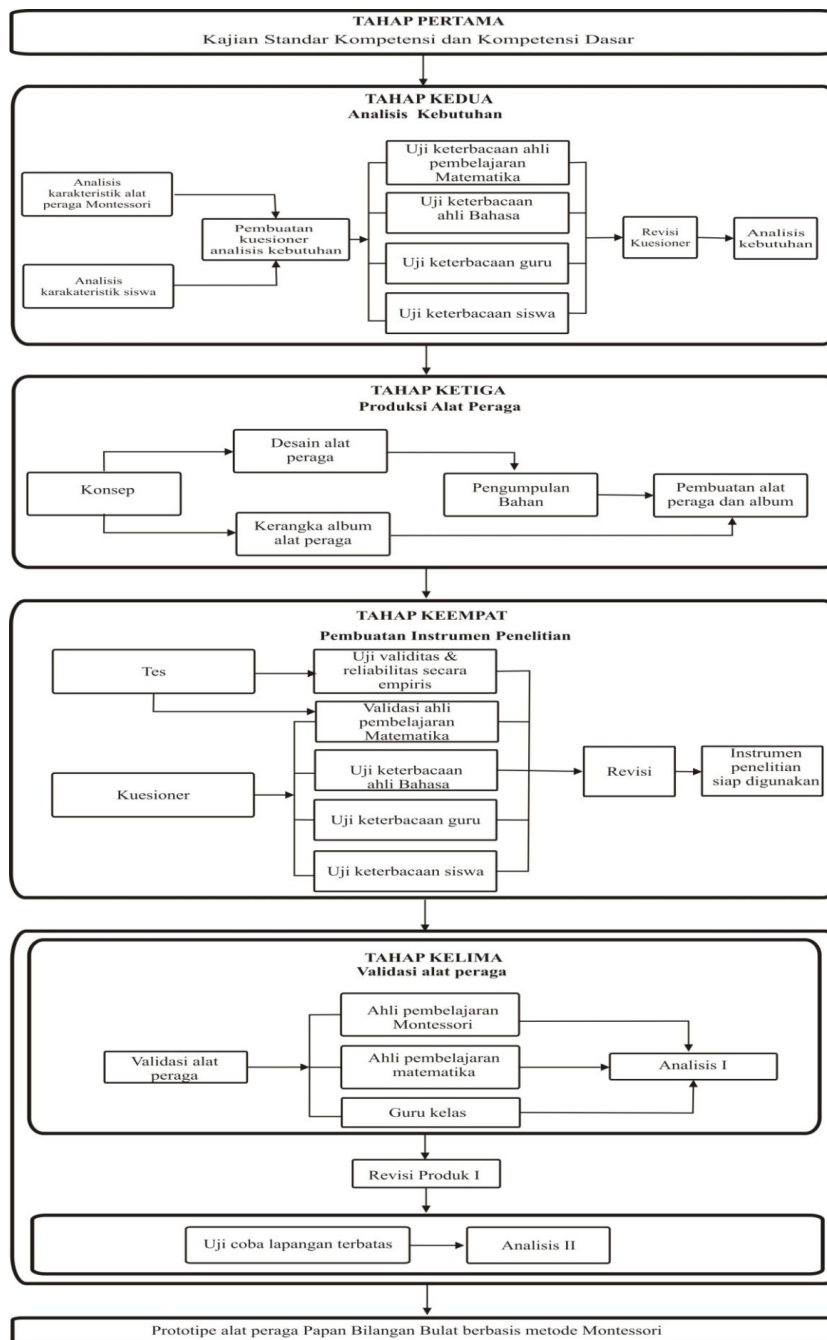 TAHAP PERTAMA
Kajian Standar Kompetensi dan Kompetensi Dasar
TAHAP KEDUA
Analisis Kebutuhan
Analisis
karakteristik alat
peraga Montessori
Analisis
karakateristik siswa
Pembuatan
kuesioner
analisis kebutuhan
Uji keterbacaan ahli
pembelajaran
Matematika
Uji keterbacaan
ahli Bahasa
Uji keterbacaan guru
Uji keterbacaan siswa
Revisi
Kuesioner
Analisis
kebutuhan
TAHAP KETIGA
Produksi Alat Peraga
Konsep
Desain alat
peraga
Kerangka album
alat peraga
Pengumpulan
Bahan
Pembuatan alat
peraga dan album
TAHAP KEEMPAT
Pembuatan Instrumen Penelitian
Tes
Kuesioner
Uji validitas &
reliabilitas secara
empiris
Validasi ahli
pembelajaran
Matematika
Uji keterbacaan
ahli Bahasa
Uji keterbacaan guru
Uji keterbacaan siswa
Revisi
Instrumen
penelitian
siap digunakan
TAHAP KELIMA
Validasi alat peraga
Validasi alat
peraga
Ahli pembelajaran
Montessori
Ahli pembelajaran
matematika
Guru kelas
Analisis I
Revisi Produk I
Uji coba lapangan terbatas
Analisis II
Prototipe alat peraga Papan Bilangan Bulat berbasis metode Montessori